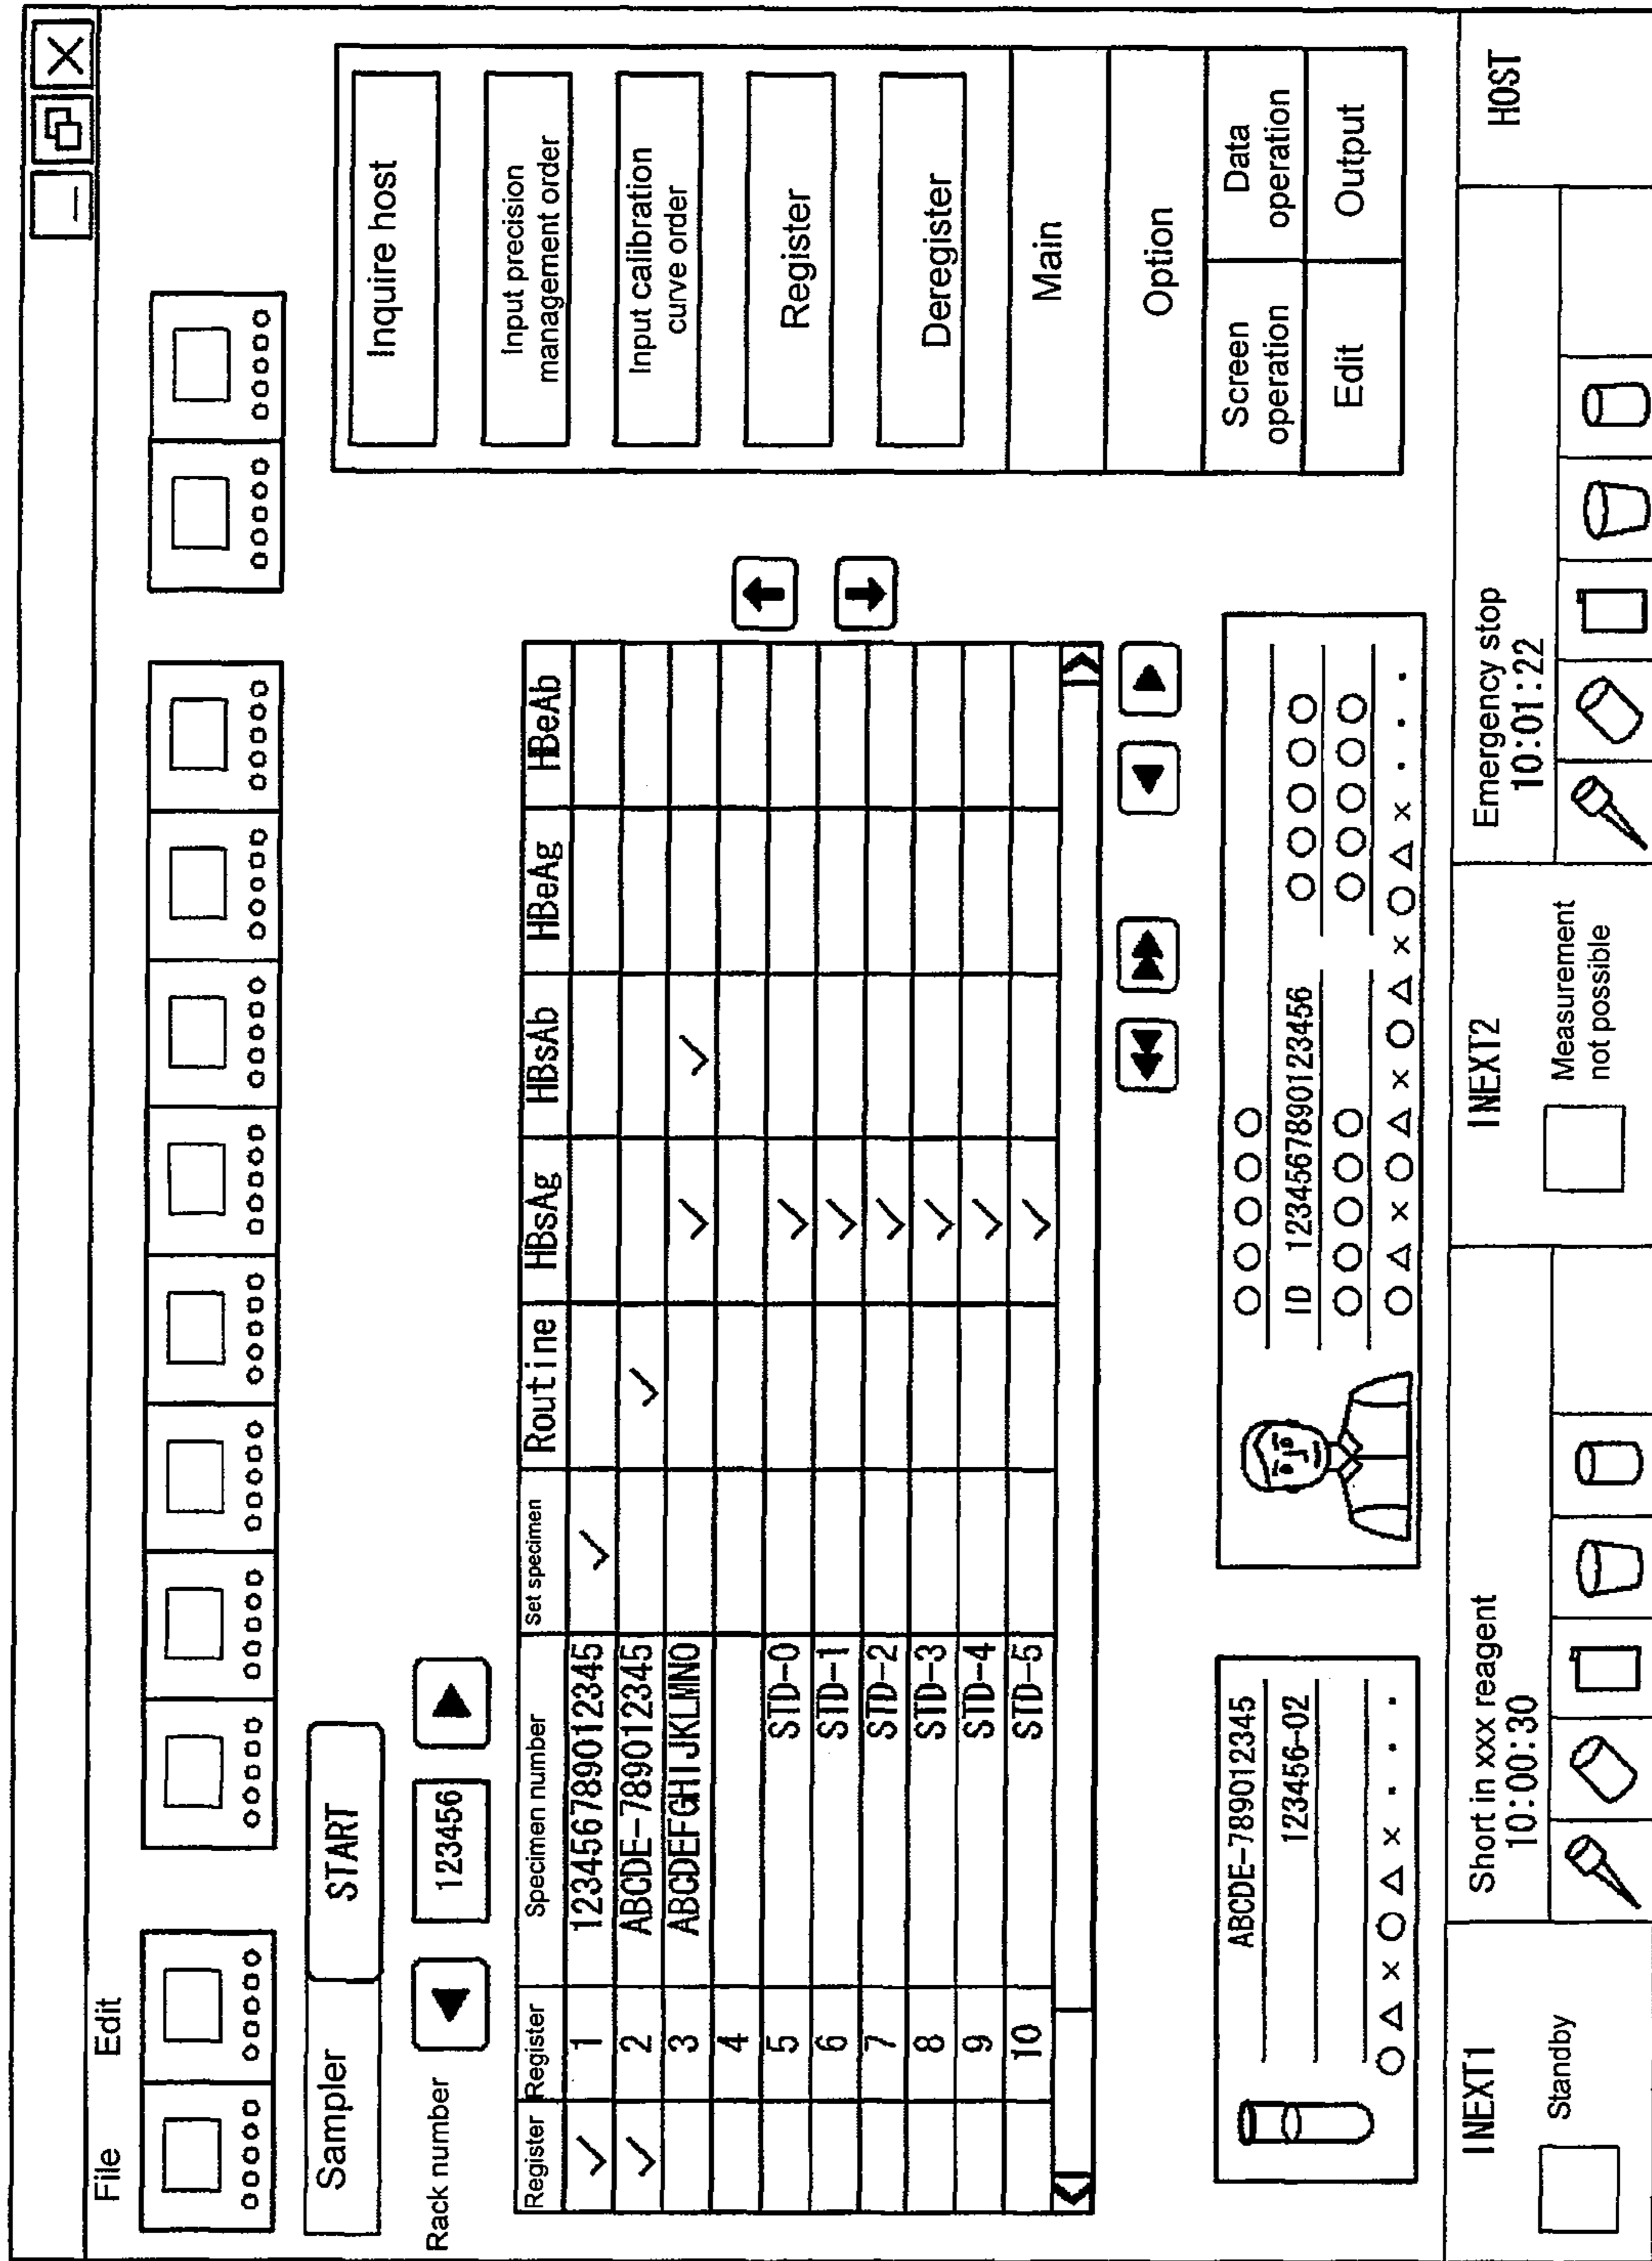 File Edit
Sampler START
Rack number 123456
Register Register Specimen number Set specimen Routine HBsAg HBsAb HBeAg HBeAb
✓ 1 123456789012345 ✓
✓ 2 ABCDE-789012345 ✓
3 ABCDEFGHIJKLMNO ✓ ✓
4
5 STD-0 ✓
6 STD-1 ✓
7 STD-2 ✓
8 STD-3 ✓
9 STD-4 ✓
10 STD-5 ✓
Inquire host
Input precision
management order
Input calibration
curve order
Register
Deregister
Main
Option
Screen
operation
Data
operation
Edit Output
ABCDE-789012345
123456-02
○△×○△×...
○○○○○
ID 1234567890123456 ○○○○○
○○○○○ ○○○○○
○△×○△×○△×○△×...
INEXT1
Standby
Short in xxx reagent
10:00:30
INEXT2
Measurement
not possible
Emergency stop
10:01:22
HOST